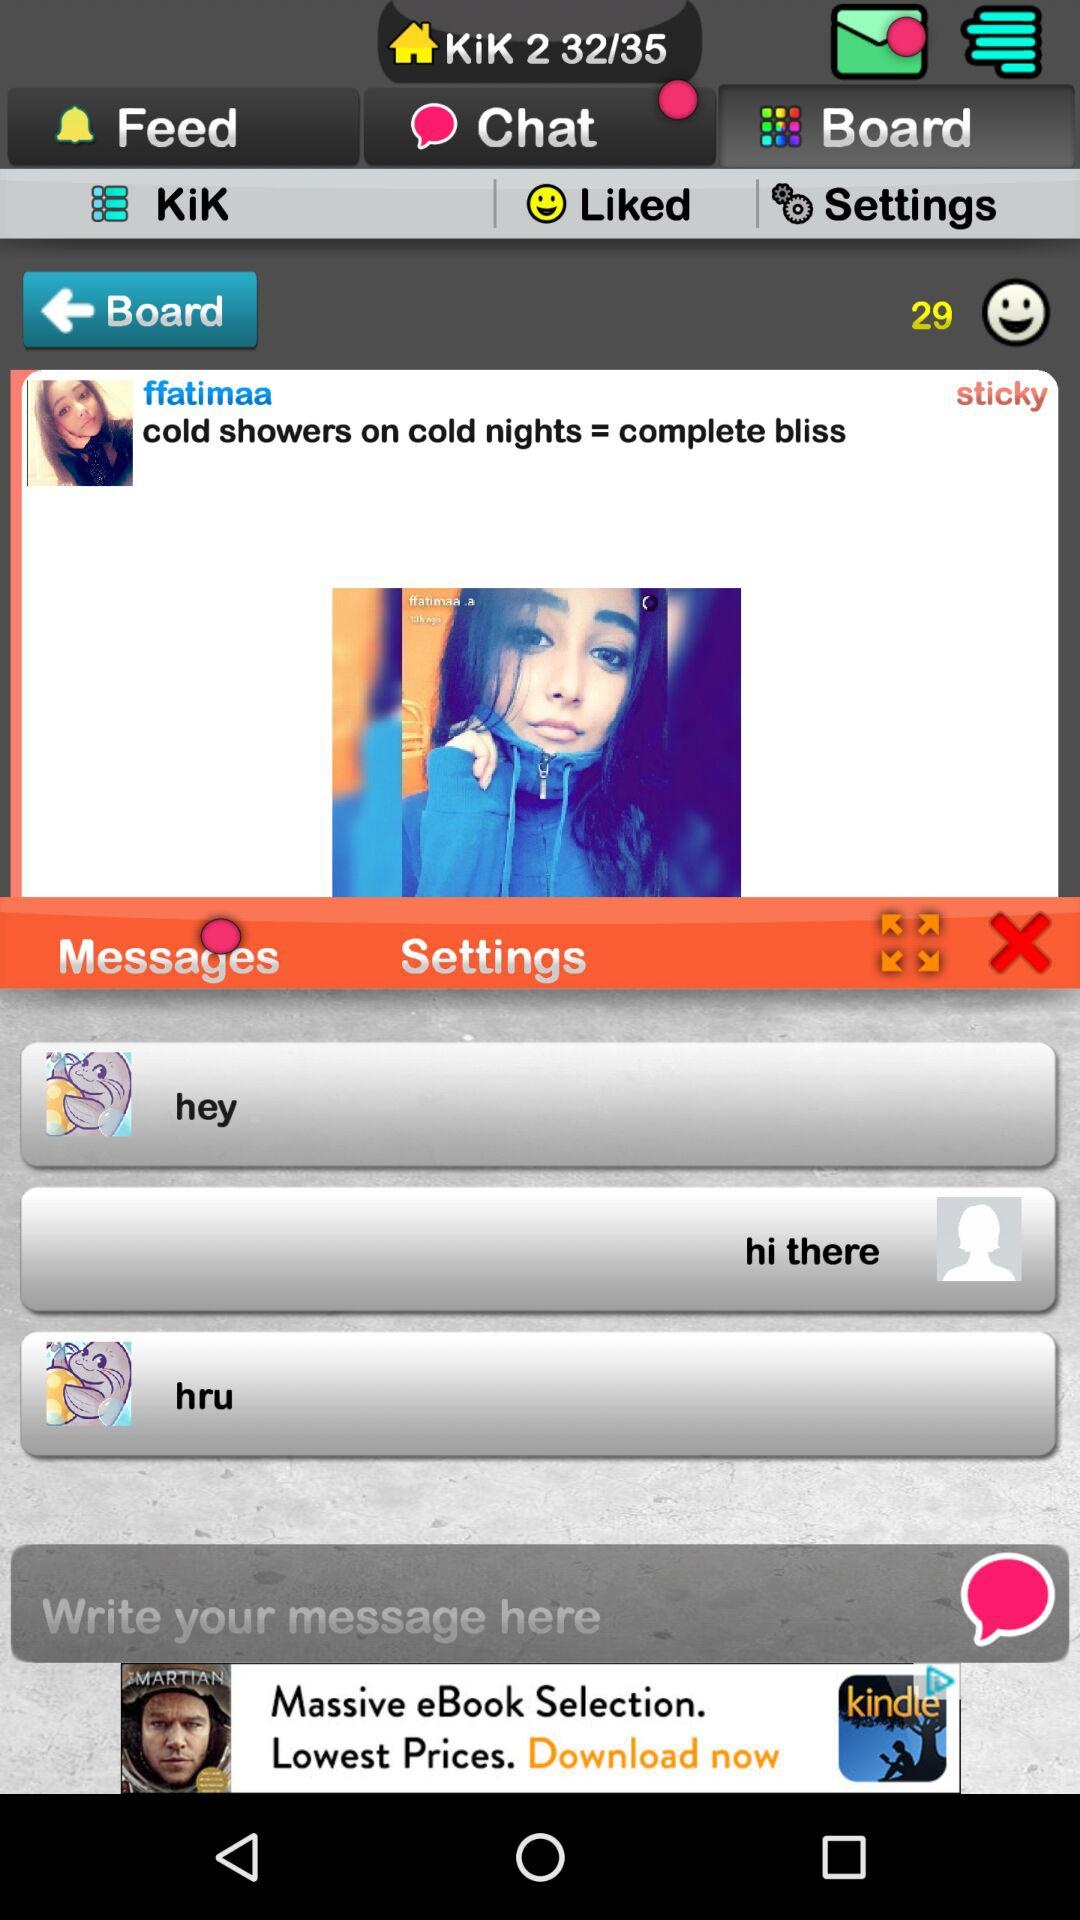 KiK 2 32/35
Feed
Chat
Board
KiK
Liked
Settings
Board
29
ffatimaa
sticky
cold showers on cold nights = complete bliss
ffatimaa .a
13h ago
Messages
Settings
hey
hi there
hru
Write your message here
MARTIAN
Massive eBook Selection.
Lowest Prices. Download now
kindle